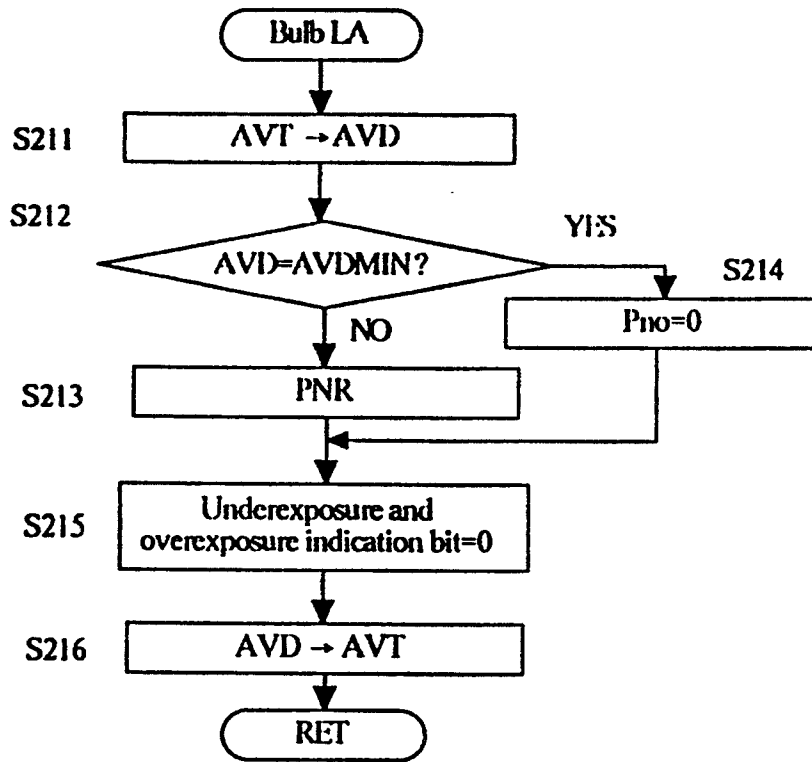 Bulb LA
S211
AVT → AVD
S212
YES
AVD=AVDMIN?
S214
Pno=0
NO
S213
PNR
S215
Underexposure and
overexposure indication bit=0
S216
AVD → AVT
RET